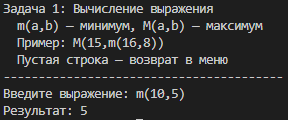 Задача 1: Вычисление выражения
m(a,b) — минимум, M(a,b) — максимум
Пример: M(15,m(16,8))
Пустая строка — возврат в меню
----------------------------------------
Введите выражение: m(10,5)
Результат: 5